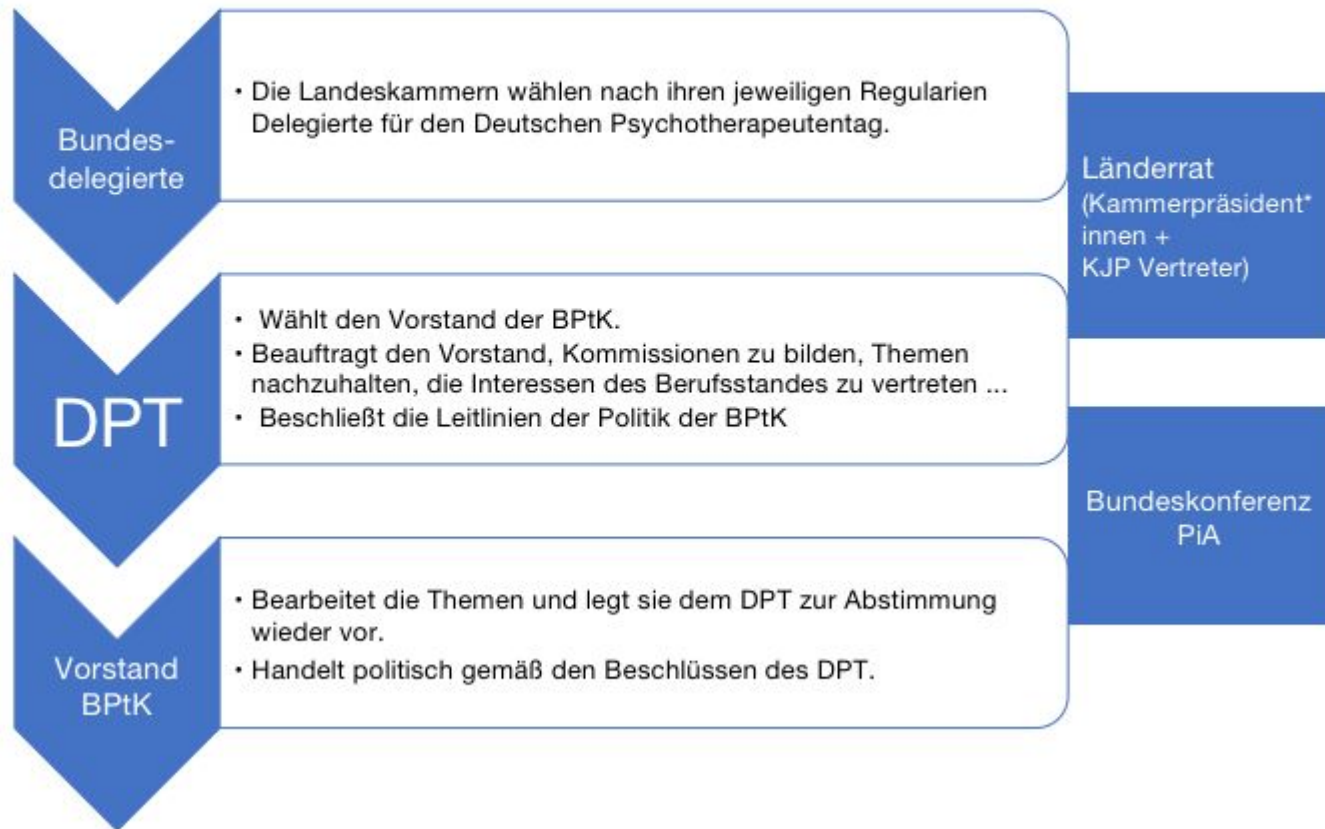 Bundes-
delegierte
• Die Landeskammern wählen nach ihren jeweiligen Regularien
Delegierte für den Deutschen Psychotherapeutentag.
DPT
• Wählt den Vorstand der BPtK.
• Beauftragt den Vorstand, Kommissionen zu bilden, Themen
nachzuhalten, die Interessen des Berufsstandes zu vertreten ...
• Beschließt die Leitlinien der Politik der BPtK
Vorstand
BPtK
• Bearbeitet die Themen und legt sie dem DPT zur Abstimmung
wieder vor.
• Handelt politisch gemäß den Beschlüssen des DPT.
Länderrat
(Kammerpräsident*
innen +
KJP Vertreter)
Bundeskonferenz
PiA